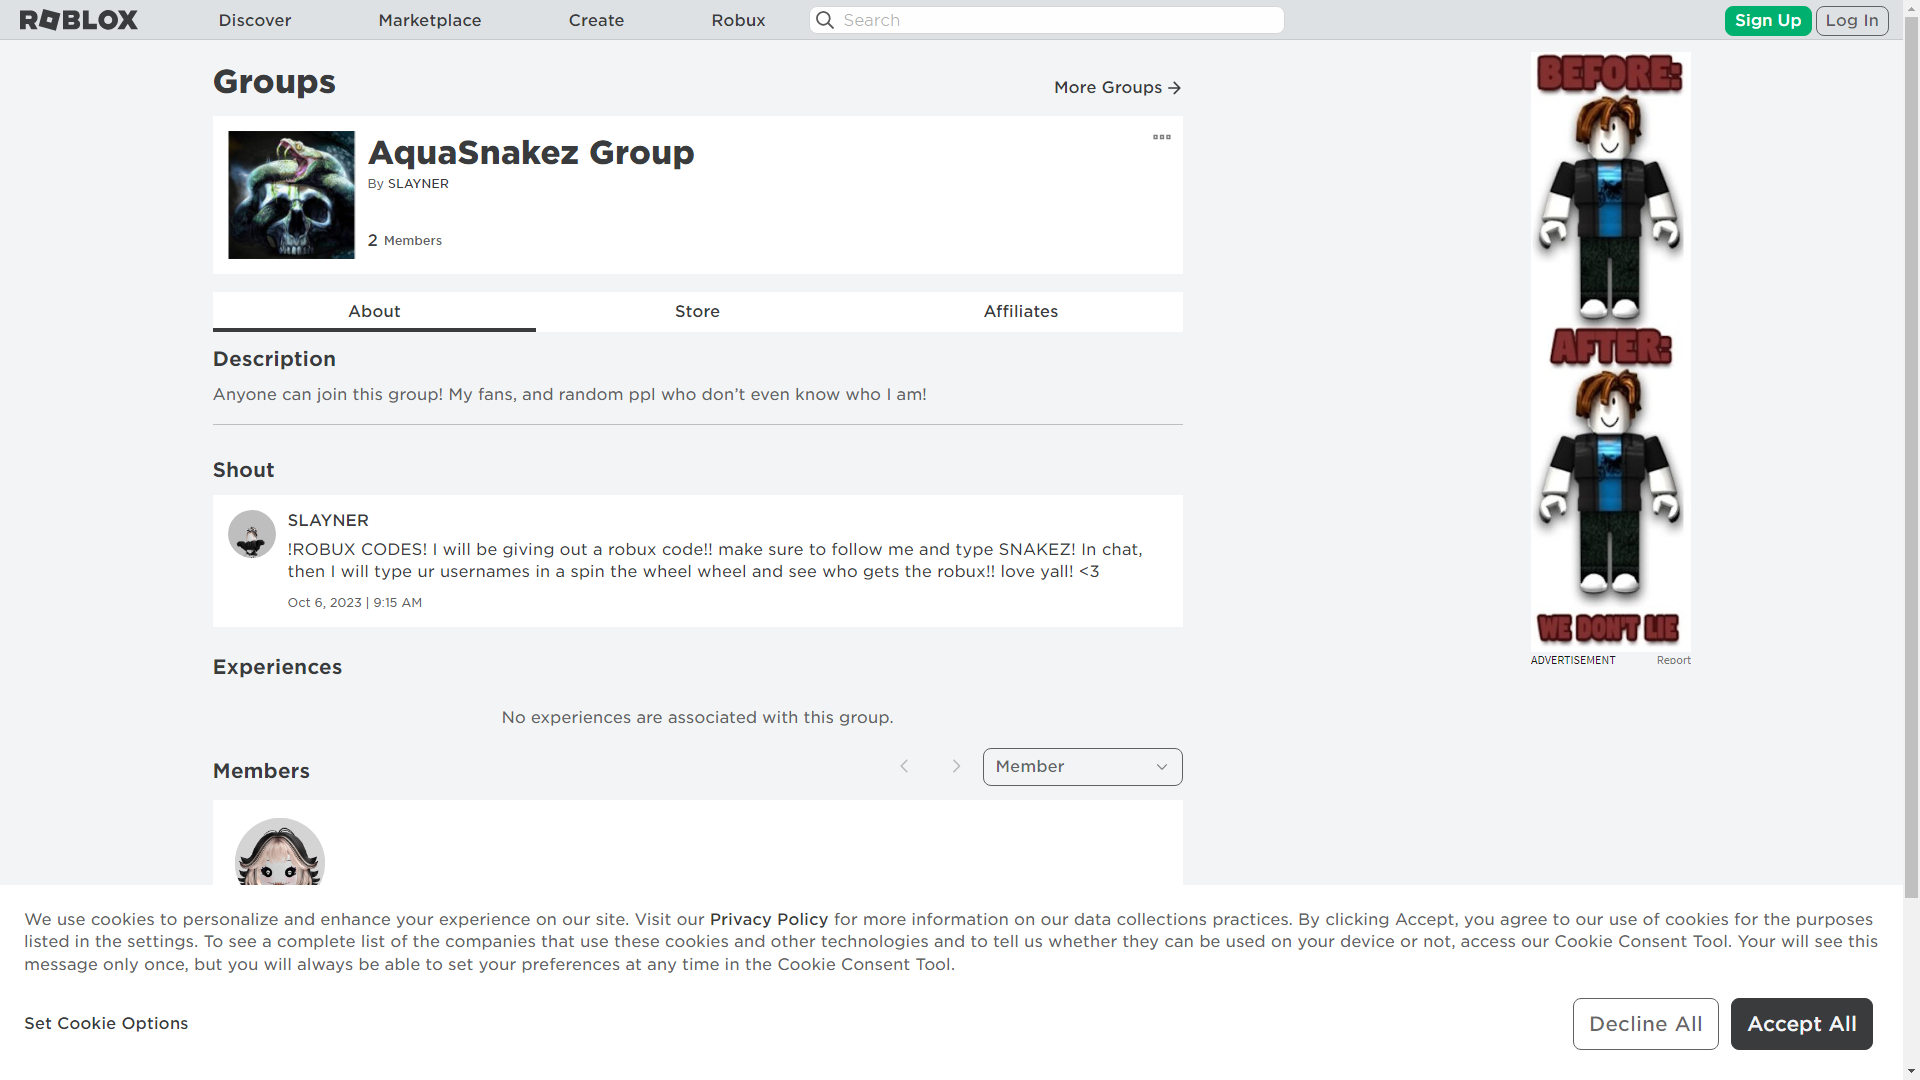 ROBLOX
Discover
Marketplace
Create
Robux
Search
Sign Up
Log In
Groups
More Groups
AquaSnakez Group
By SLAYNER
2 Members
About
Store
Affiliates
Description
Anyone can join this group! My fans, and random ppl who don’t even know who I am!
Shout
SLAYNER
!ROBUX CODES! I will be giving out a robux code!! make sure to follow me and type SNAKEZ! In chat,
then I will type ur usernames in a spin the wheel wheel and see who gets the robux!! love yall! <3
Oct 6, 2023 | 9:15 AM
Experiences
No experiences are associated with this group.
Members
Member
BEFORE:
AFTER:
WE DON'T LIE
ADVERTISEMENT
Report
We use cookies to personalize and enhance your experience on our site. Visit our Privacy Policy for more information on our data collections practices. By clicking Accept, you agree to our use of cookies for the purposes
listed in the settings. To see a complete list of the companies that use these cookies and other technologies and to tell us whether they can be used on your device or not, access our Cookie Consent Tool. Your will see this
message only once, but you will always be able to set your preferences at any time in the Cookie Consent Tool.
Set Cookie Options
Decline All
Accept All